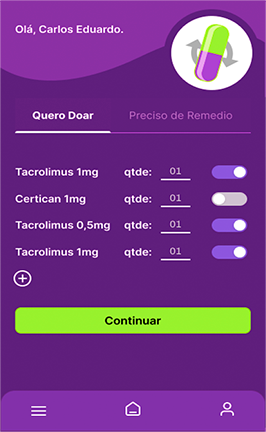 Olá, Carlos Eduardo.
Quero Doar Preciso de Remedio
Tacrolimus 1mg qtde: 01
Certican 1mg qtde: 01
Tacrolimus 0,5mg qtde: 01
Tacrolimus 1mg qtde: 01
Continuar